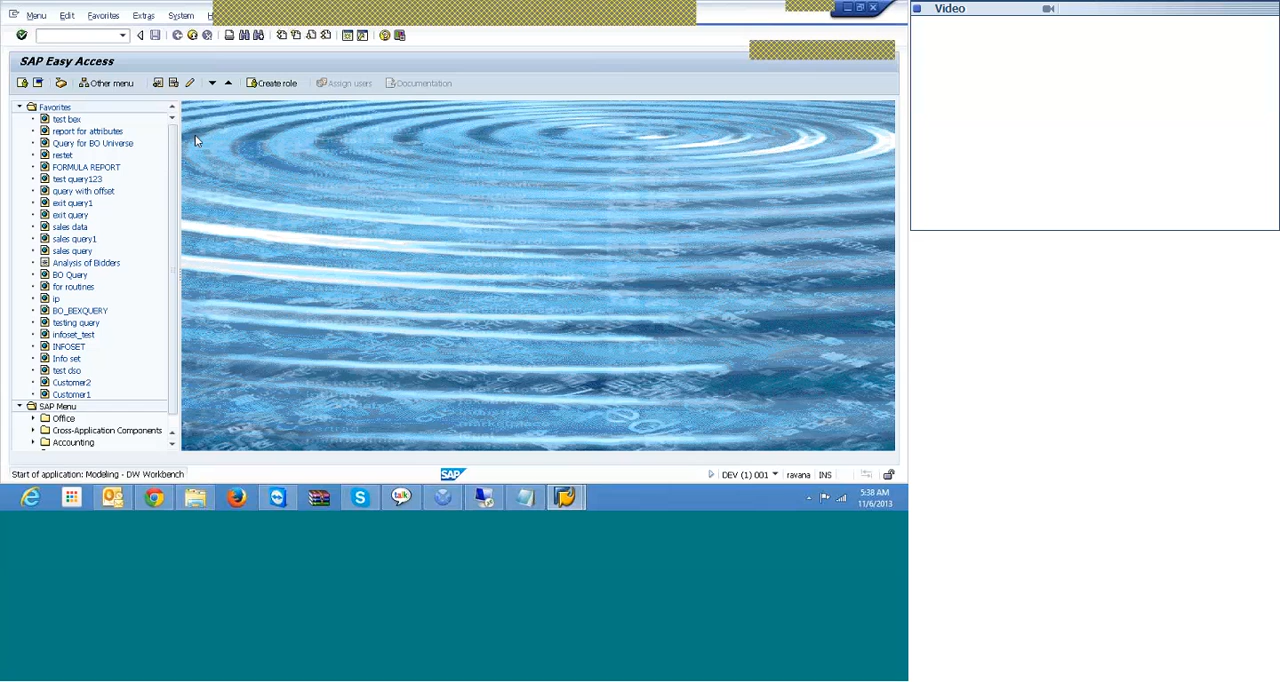 Menu Edit Favorites Extras System H
Video
SAP Easy Access
Other menu Create role Assign users Documentation
Favorites
test bex
report for attributes
Query for BO Universe
restet
FORMULA REPORT
test query123
query with offset
exit query1
exit query
sales data
sales query1
sales query
Analysis of Bidders
BO Query
for routines
ip
BO_BEXQUERY
testing query
infoset_test
INFOSET
Info set
test dso
Customer2
Customer1
SAP Menu
Office
Cross-Application Components
Accounting
Start of application: Modeling - DW Workbench SAP DEV (1) 001 ravana INS
talk
5:38 AM
11/6/2013